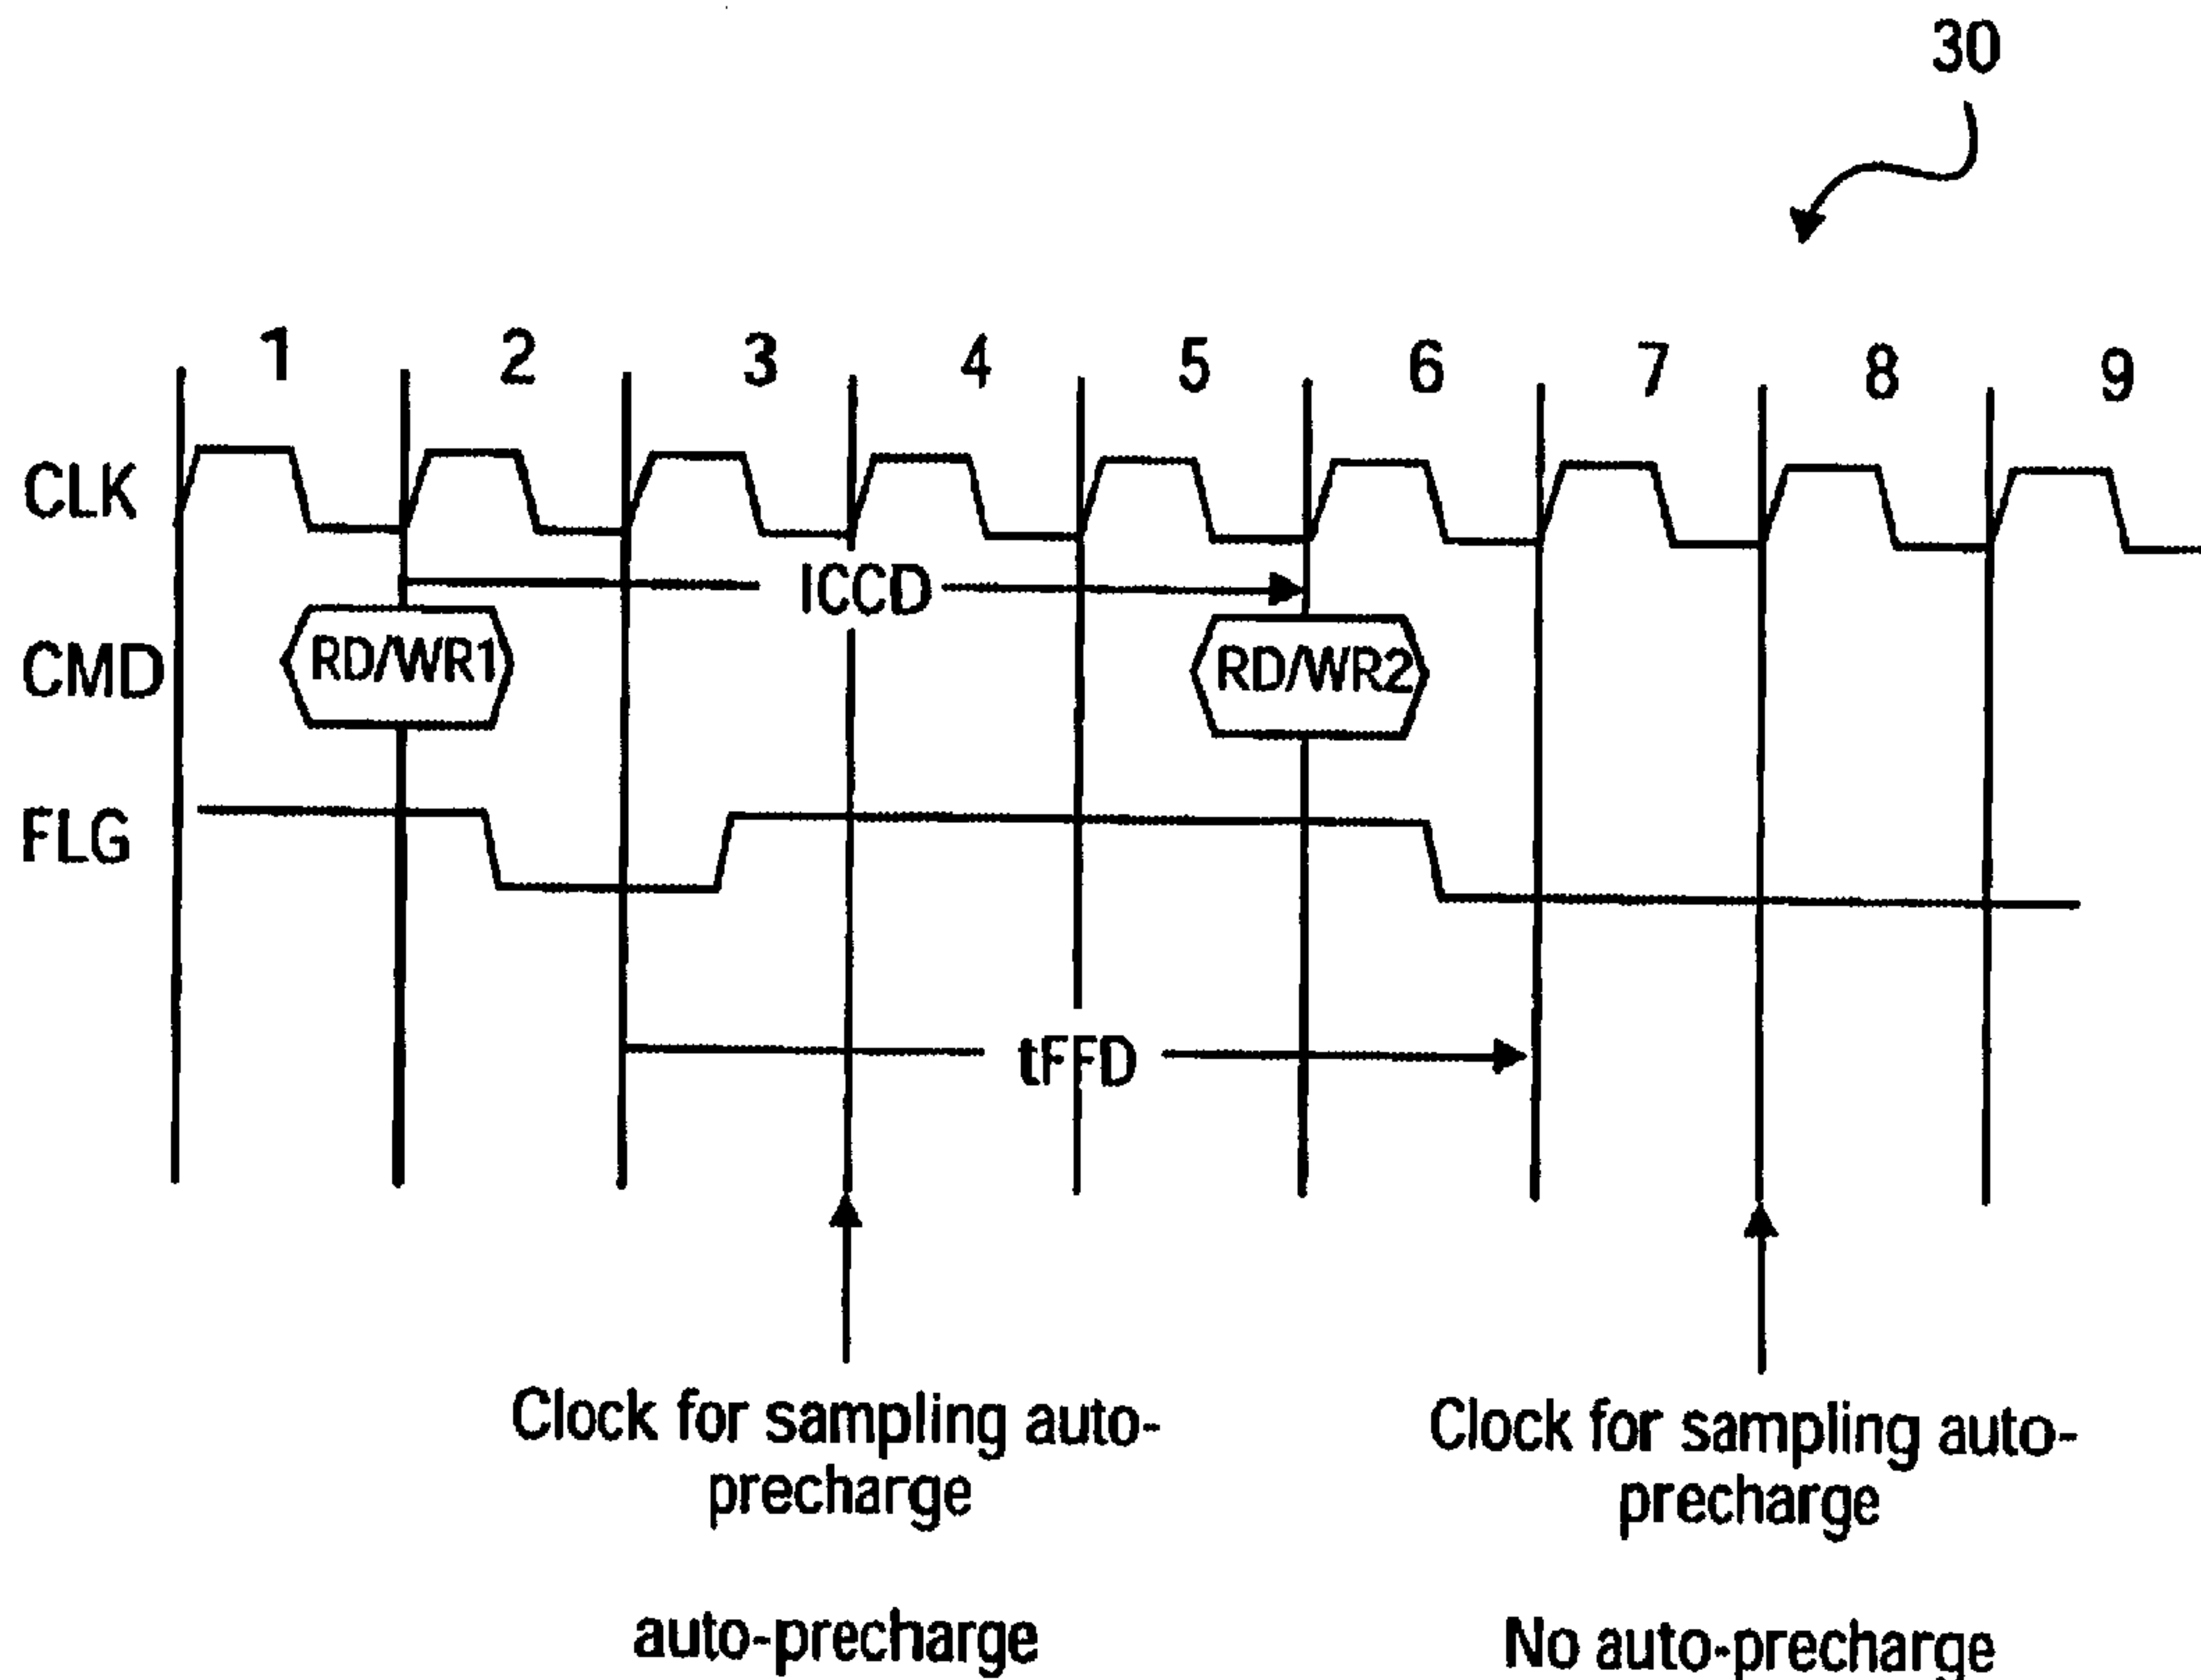 30
1 2 3 4 5 6 7 8 9
CLK
ICCD
CMD RD/WR1 RD/WR2
FLG
tFFD
Clock for sampling auto-
precharge
auto-precharge
Clock for sampling auto-
precharge
No auto-precharge